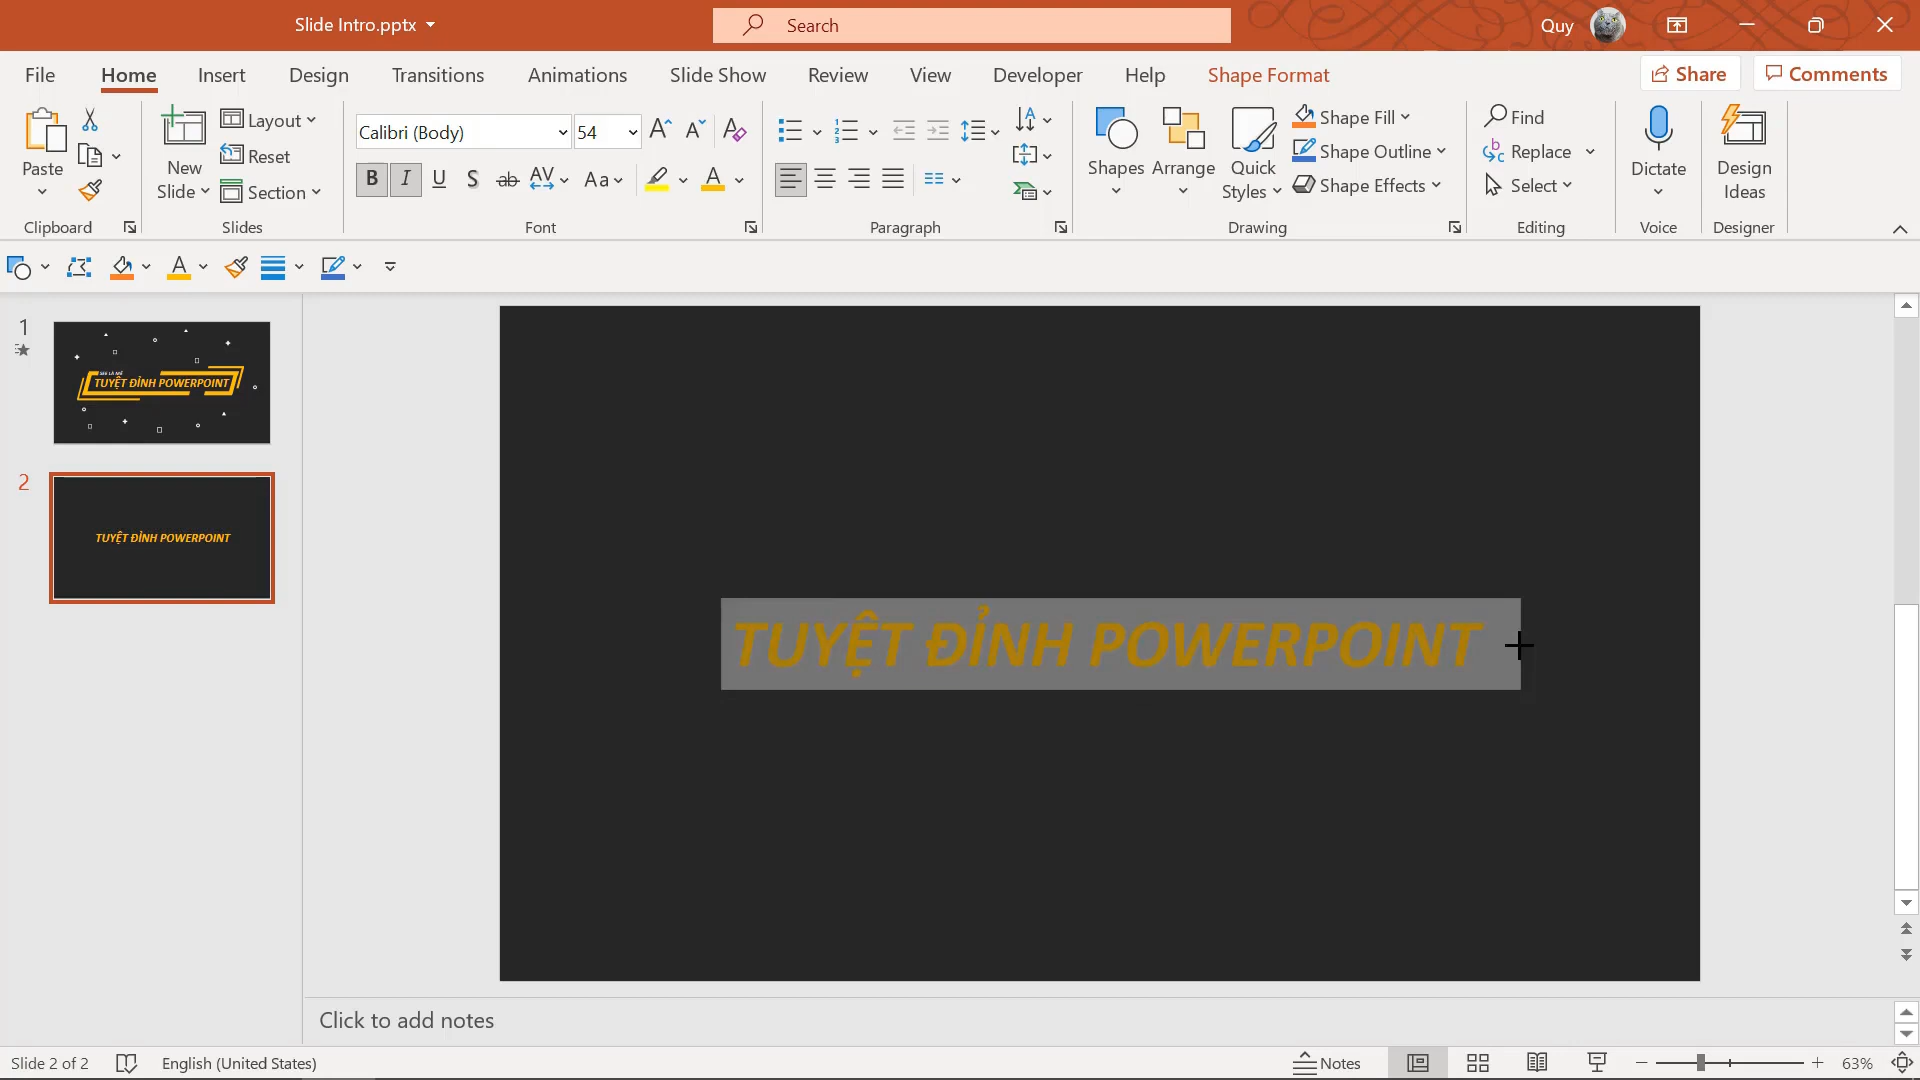 Slide Intro.pptx
Search
Quy
File
Home
Insert
Design
Transitions
Animations
Slide Show
Review
View
Developer
Help
Shape Format
Share
Comments
Paste
New
Slide
Layout
Reset
Section
Calibri (Body)
54
B
I
U
S
ab
AV
Aa
A
Shapes
Arrange
Quick
Styles
Shape Fill
Shape Outline
Shape Effects
Find
Replace
Select
Dictate
Design
Ideas
Clipboard
Slides
Font
Paragraph
Drawing
Editing
Voice
Designer
1
TUYỆT ĐỈNH POWERPOINT
2
TUYỆT ĐỈNH POWERPOINT
TUYỆT ĐỈNH POWERPOINT
Click to add notes
Slide 2 of 2
English (United States)
Notes
63%